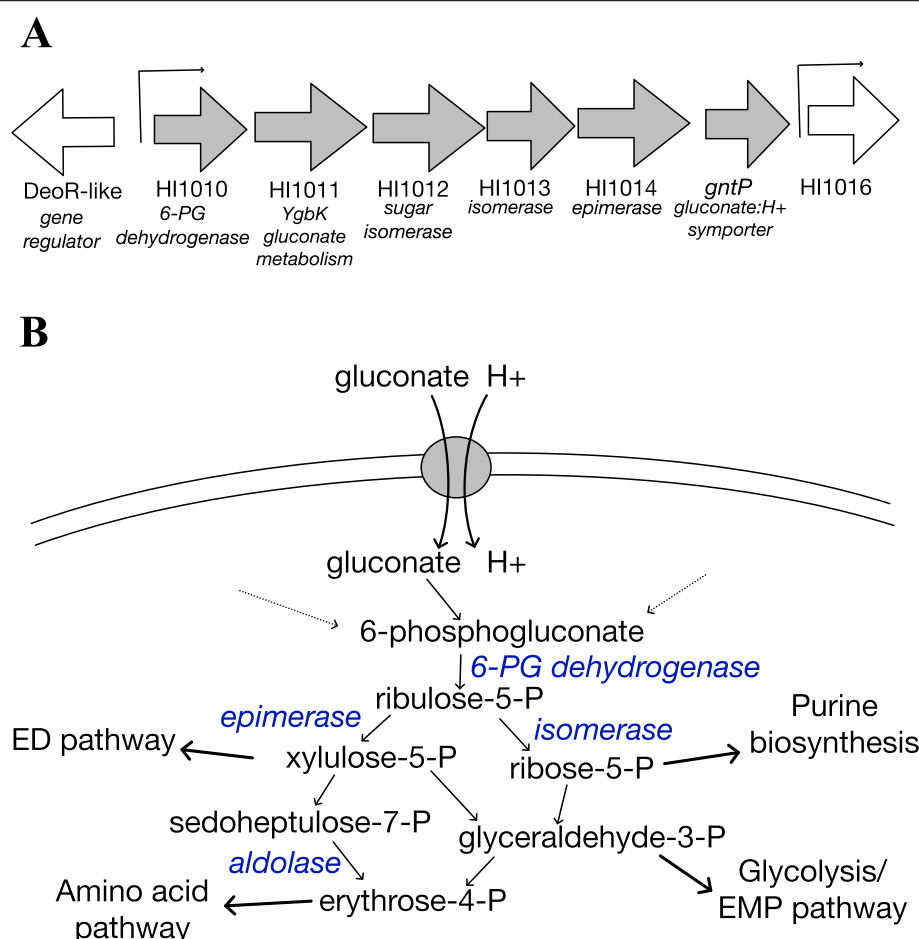 A
DeoR-like
gene
regulator
HI1010
6-PG
dehydrogenase
HI1011
YgbK
gluconate
metabolism
HI1012
sugar
isomerase
HI1013
isomerase
HI1014
epimerase
gntP
gluconate:H+
symporter
HI1016
B
gluconate H+
gluconate H+
6-phosphogluconate
6-PG dehydrogenase
ribulose-5-P
epimerase
isomerase
Purine
biosynthesis
ED pathway
xylulose-5-P
ribose-5-P
sedoheptulose-7-P
glyceraldehyde-3-P
aldolase
Glycolysis/
EMP pathway
Amino acid
pathway
erythrose-4-P